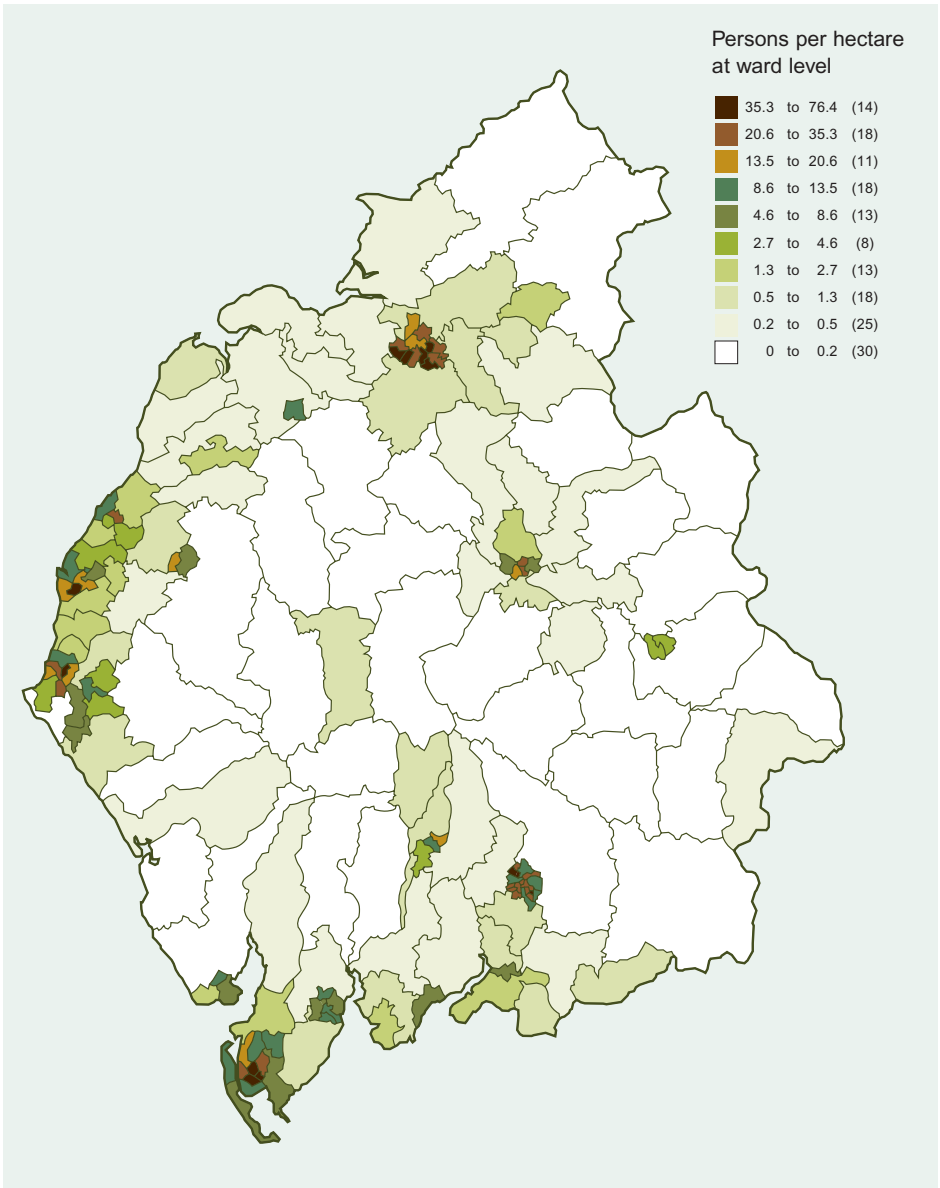 Persons per hectare
at ward level
35.3 to 76.4 (14)
20.6 to 35.3 (18)
13.5 to 20.6 (11)
8.6 to 13.5 (18)
4.6 to 8.6 (13)
2.7 to 4.6 (8)
1.3 to 2.7 (13)
0.5 to 1.3 (18)
0.2 to 0.5 (25)
0 to 0.2 (30)